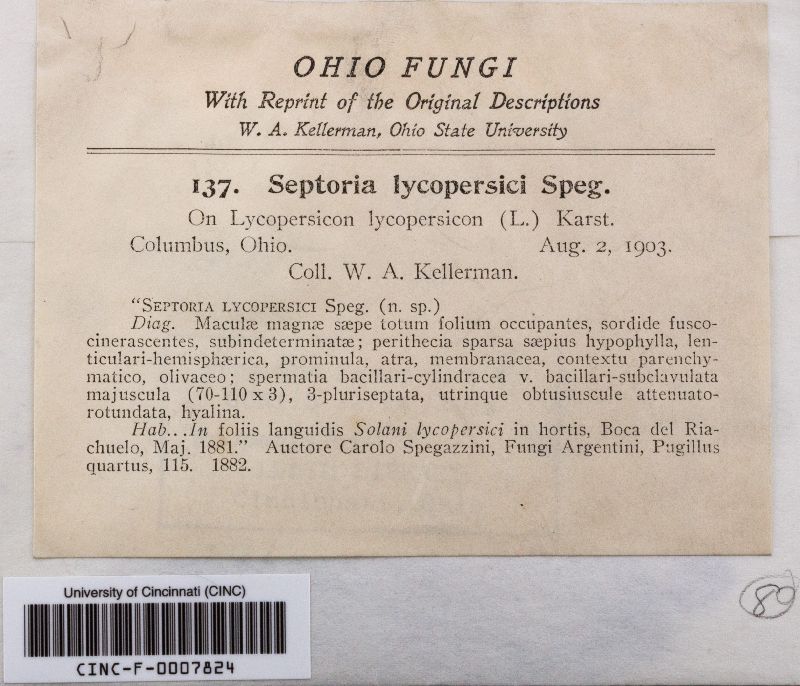 OHIO FUNGI
With Reprint of the Original Descriptions
W. A. Kellerman, Ohio State University
137. Septoria lycopersici Speg.
On Lycopersicon lycopersicon (L.) Karst.
Columbus, Ohio. Aug. 2, 1903.
Coll. W. A. Kellerman.
"SEPTORIA LYCOPERSICI Speg. (n. sp.)
Diag. Maculæ magnæ sæpe totum folium occupantes, sordide fusco-
cinerascentes, subindeterminatæ; perithecia sparsa sæpius hypophylla, len-
ticulari-hemisphærica, prominula, atra, membranacea, contextu parenchy-
matico, olivaceo; spermatia bacillari-cylindracea v. bacillari-subclavulata
majuscula (70-110 x 3), 3-pluriseptata, utrinque obtusiuscule attenuato-
rotundata, hyalina.
Hab...In foliis languidis Solani lycopersici in hortis, Boca del Ria-
chuelo, Maj. 1881." Auctore Carolo Spegazzini, Fungi Argentini, Pugillus
quartus, 115. 1882.
University of Cincinnati (CINC)
CINC-F-0007824
80